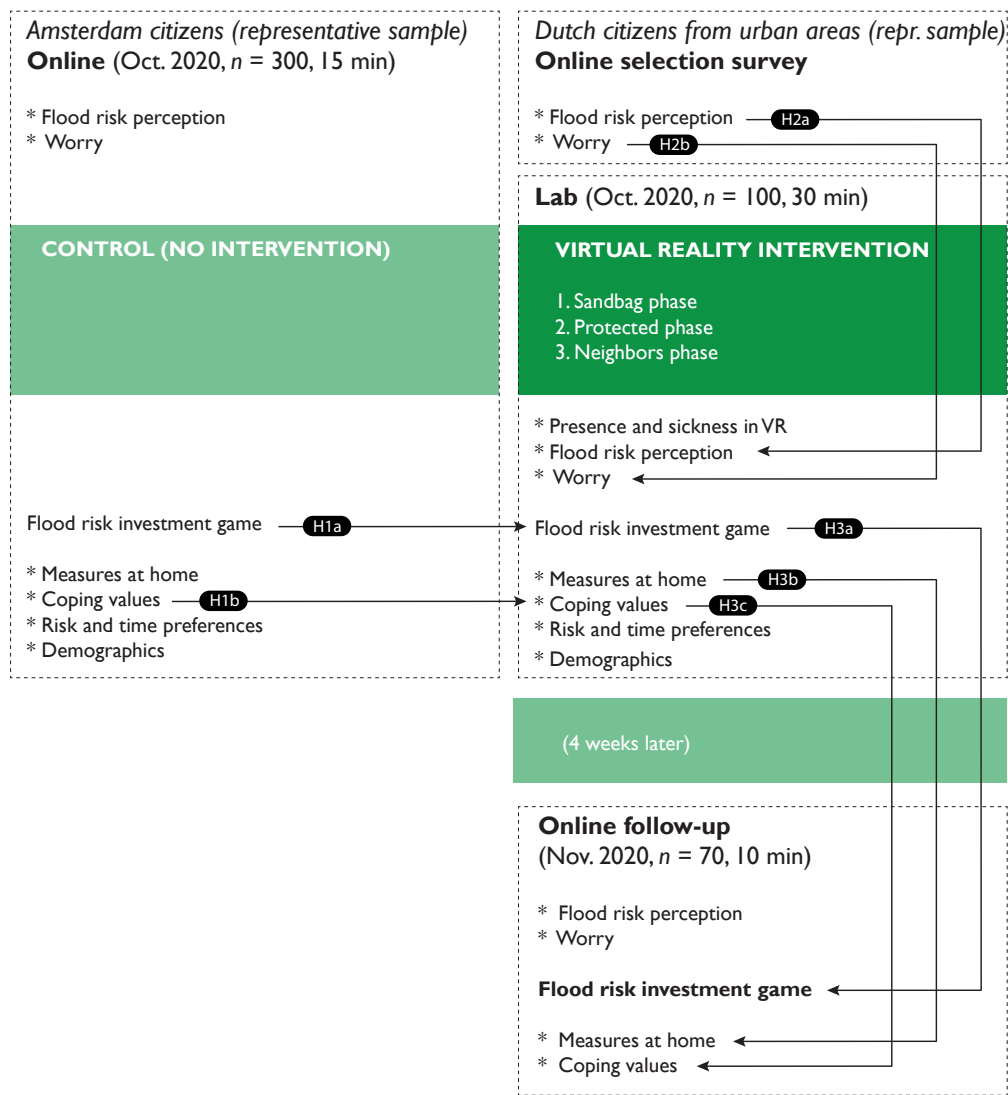 Amsterdam citizens (representative sample)
Online (Oct. 2020, n = 300, 15 min)
* Flood risk perception
* Worry
CONTROL (NO INTERVENTION)
Flood risk investment game
H1a
* Measures at home
* Coping values
H1b
* Risk and time preferences
* Demographics
Dutch citizens from urban areas (repr. sample)
Online selection survey
* Flood risk perception
H2a
* Worry
H2b
Lab (Oct. 2020, n = 100, 30 min)
VIRTUAL REALITY INTERVENTION
1. Sandbag phase
2. Protected phase
3. Neighbors phase
* Presence and sickness in VR
* Flood risk perception
* Worry
Flood risk investment game
H3a
* Measures at home
H3b
* Coping values
H3c
* Risk and time preferences
* Demographics
(4 weeks later)
Online follow-up
(Nov. 2020, n = 70, 10 min)
* Flood risk perception
* Worry
Flood risk investment game
* Measures at home
* Coping values